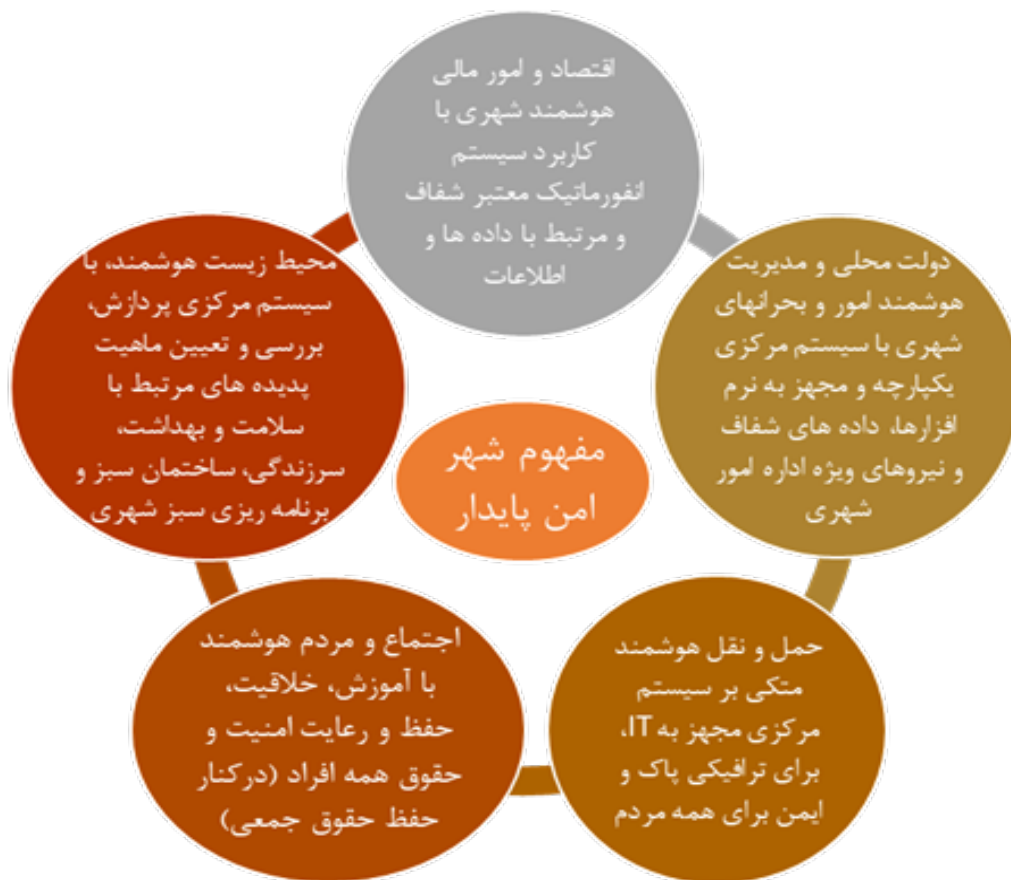 اقتصاد و امور مالی
هوشمند شهری با
کاربرد سیستم
انفورماتیک معتبر شفاف
و مرتبط با داده ها و
اطلاعات
دولت محلی و مدیریت
هوشمند امور و بحرانهای
شهری با سیستم مرکزی
یکپارچه و مجهز به نرم
افزارها، داده های شفاف
و نیروهای ویژه اداره امور
شهری
حمل و نقل هوشمند
متکی بر سیستم
مرکزی مجهز به IT،
برای ترافیکی پاک و
ایمن برای همه مردم
اجتماع و مردم هوشمند
با آموزش، خلاقیت،
حفظ و رعایت امنیت و
حقوق همه افراد (درکنار
حفظ حقوق جمعی)
محیط زیست هوشمند، با
سیستم مرکزی پردازش،
بررسی و تعیین ماهیت
پدیده های مرتبط با
سلامت و بهداشت،
سرزندگی، ساختمان سبز و
برنامه ریزی سبز شهری
مفهوم شهر
امن پایدار